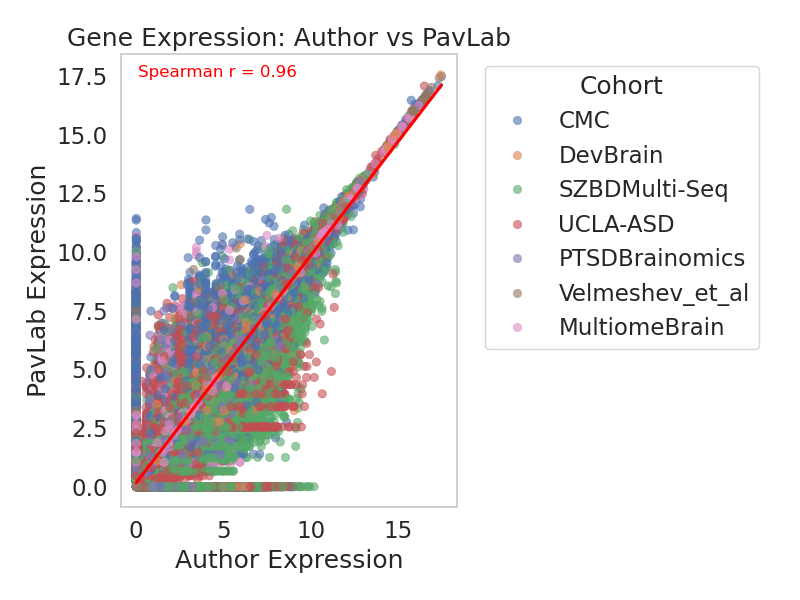 Gene Expression: Author vs PavLab
Spearman r = 0.96
17.5
15.0
12.5
10.0
7.5
5.0
2.5
0.0
PavLab Expression
0 5 10 15
Author Expression
Cohort
CMC
DevBrain
SZBDMulti-Seq
UCLA-ASD
PTSDBrainomics
Velmeshev_et_al
MultiomeBrain